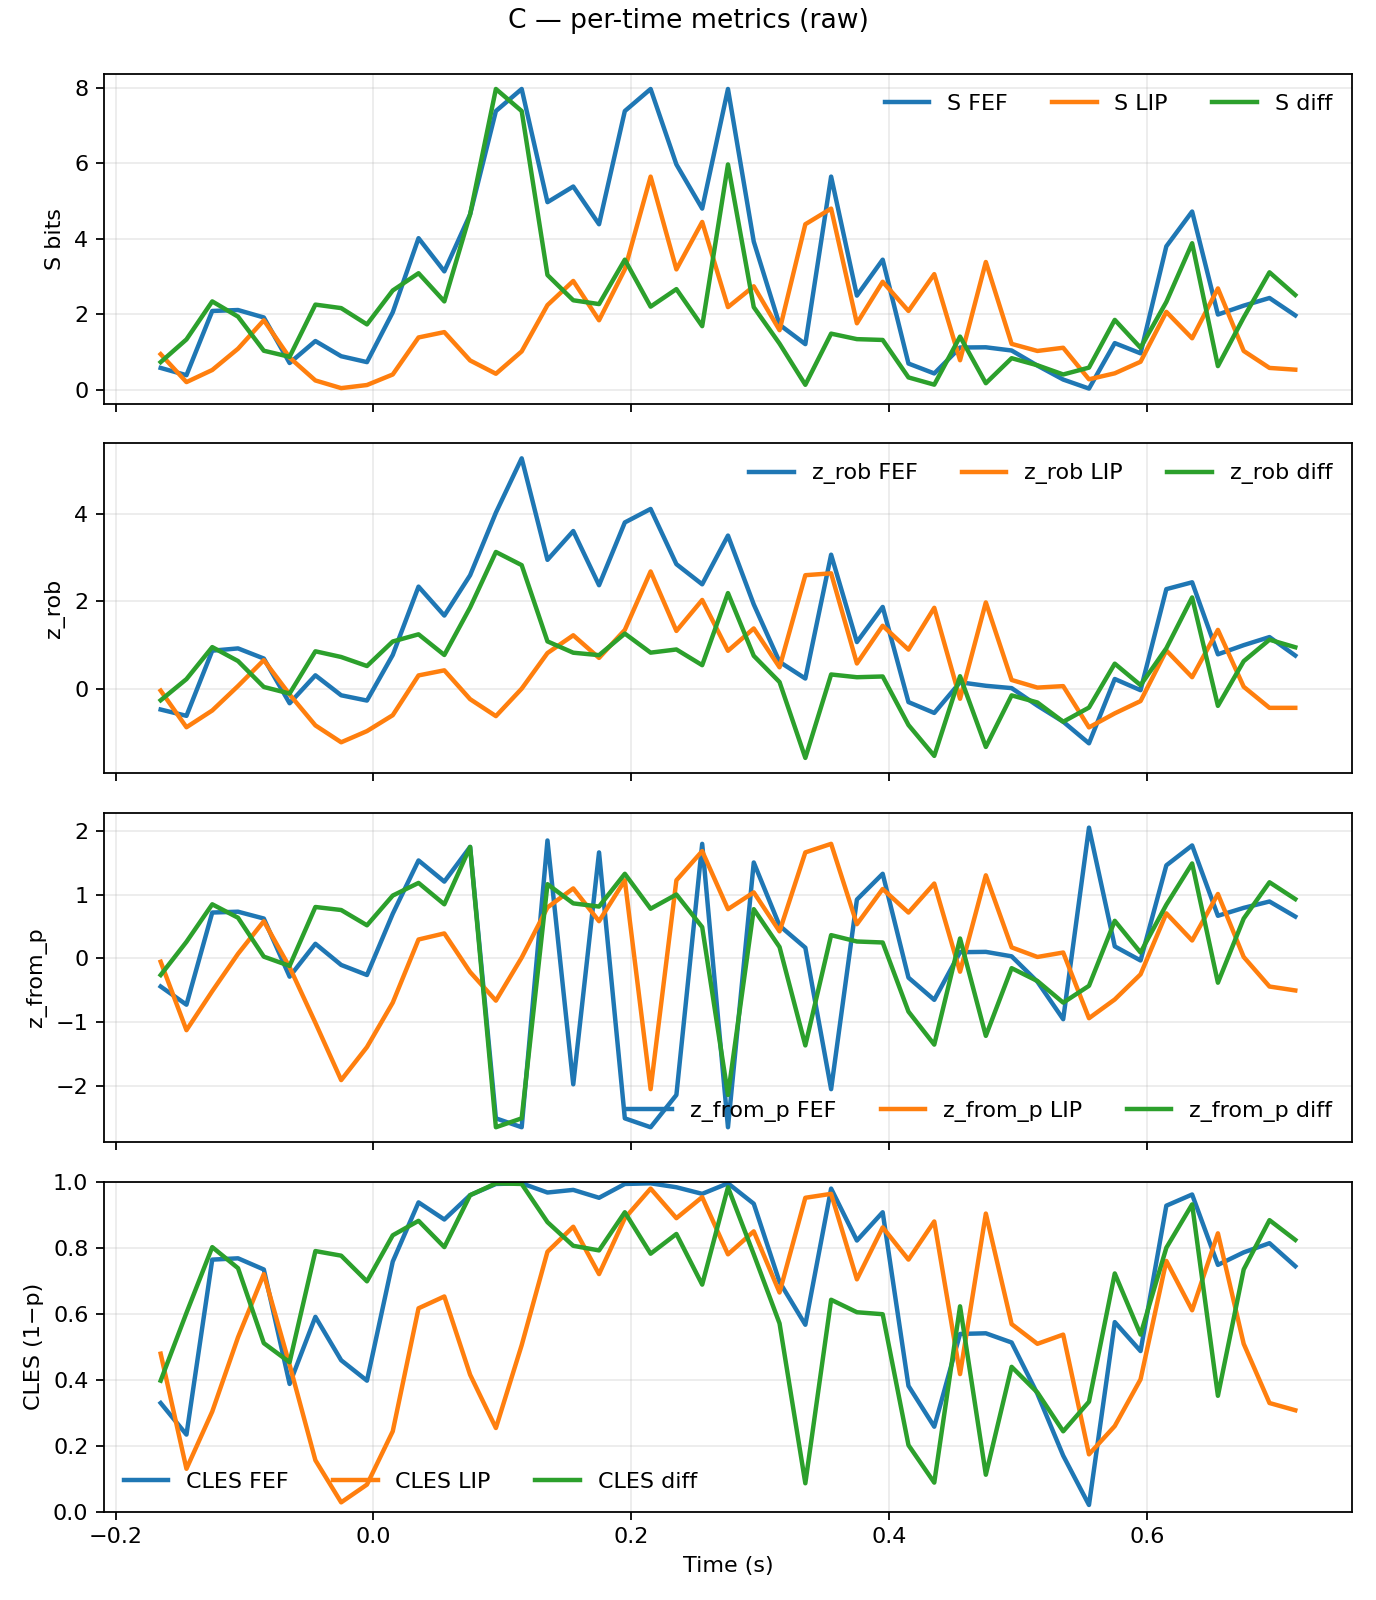 C — per-time metrics (raw)
8
6
4
2
0
S bits
S FEF
S LIP
S diff
4
2
0
z_rob
z_rob FEF
z_rob LIP
z_rob diff
2
1
0
−1
−2
z_from_p
z_from_p FEF
z_from_p LIP
z_from_p diff
1.0
0.8
0.6
0.4
0.2
0.0
CLES (1−p)
CLES FEF
CLES LIP
CLES diff
−0.2
0.0
0.2
0.4
0.6
Time (s)